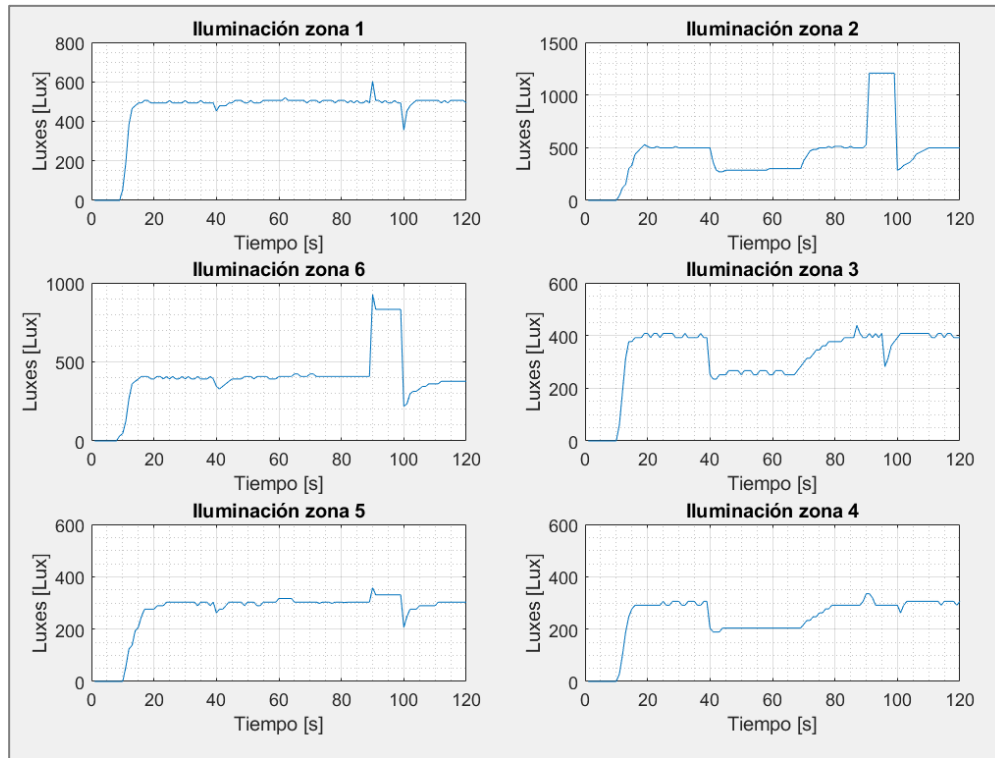 Iluminación zona 1
Luxes [Lux]
800
600
400
200
0
0 20 40 60 80 100 120
Tiempo [s]
Iluminación zona 2
Luxes [Lux]
1500
1000
500
0
0 20 40 60 80 100 120
Tiempo [s]
Iluminación zona 6
Luxes [Lux]
1000
500
0
0 20 40 60 80 100 120
Tiempo [s]
Iluminación zona 3
Luxes [Lux]
600
400
200
0
0 20 40 60 80 100 120
Tiempo [s]
Iluminación zona 5
Luxes [Lux]
600
400
200
0
0 20 40 60 80 100 120
Tiempo [s]
Iluminación zona 4
Luxes [Lux]
600
400
200
0
0 20 40 60 80 100 120
Tiempo [s]